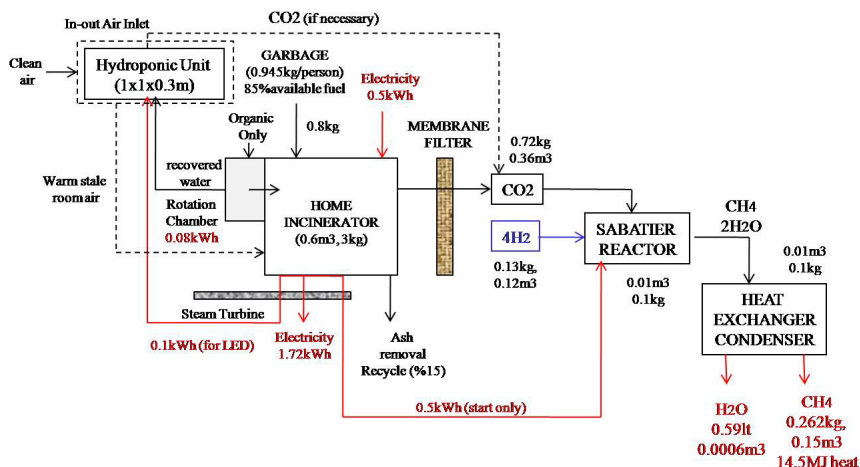 CO2 (if necessary)
In-out Air Inlet
Clean
air
Hydroponic Unit
(1x1x0.3m)
GARBAGE
(0.945kg/person)
85%available fuel
Electricity
0.5kWh
Organic
Only
0.8kg
MEMBRANE
FILTER
0.72kg
0.36m3
Warm stale
room air
recovered
water
Rotation
Chamber
0.08kWh
HOME
INCINERATOR
(0.6m3, 3kg)
CO2
4H2
0.13kg,
0.12m3
SABATIER
REACTOR
CH4
2H2O
0.01m3
0.1kg
0.01m3
0.1kg
HEAT
EXCHANGER
CONDENSER
Steam Turbine
0.1kWh (for LED)
Electricity
1.72kWh
Ash
removal
Recycle (%15)
0.5kWh (start only)
H2O
0.59lt
0.0006m3
CH4
0.262kg,
0.15m3
14.5MJ heat